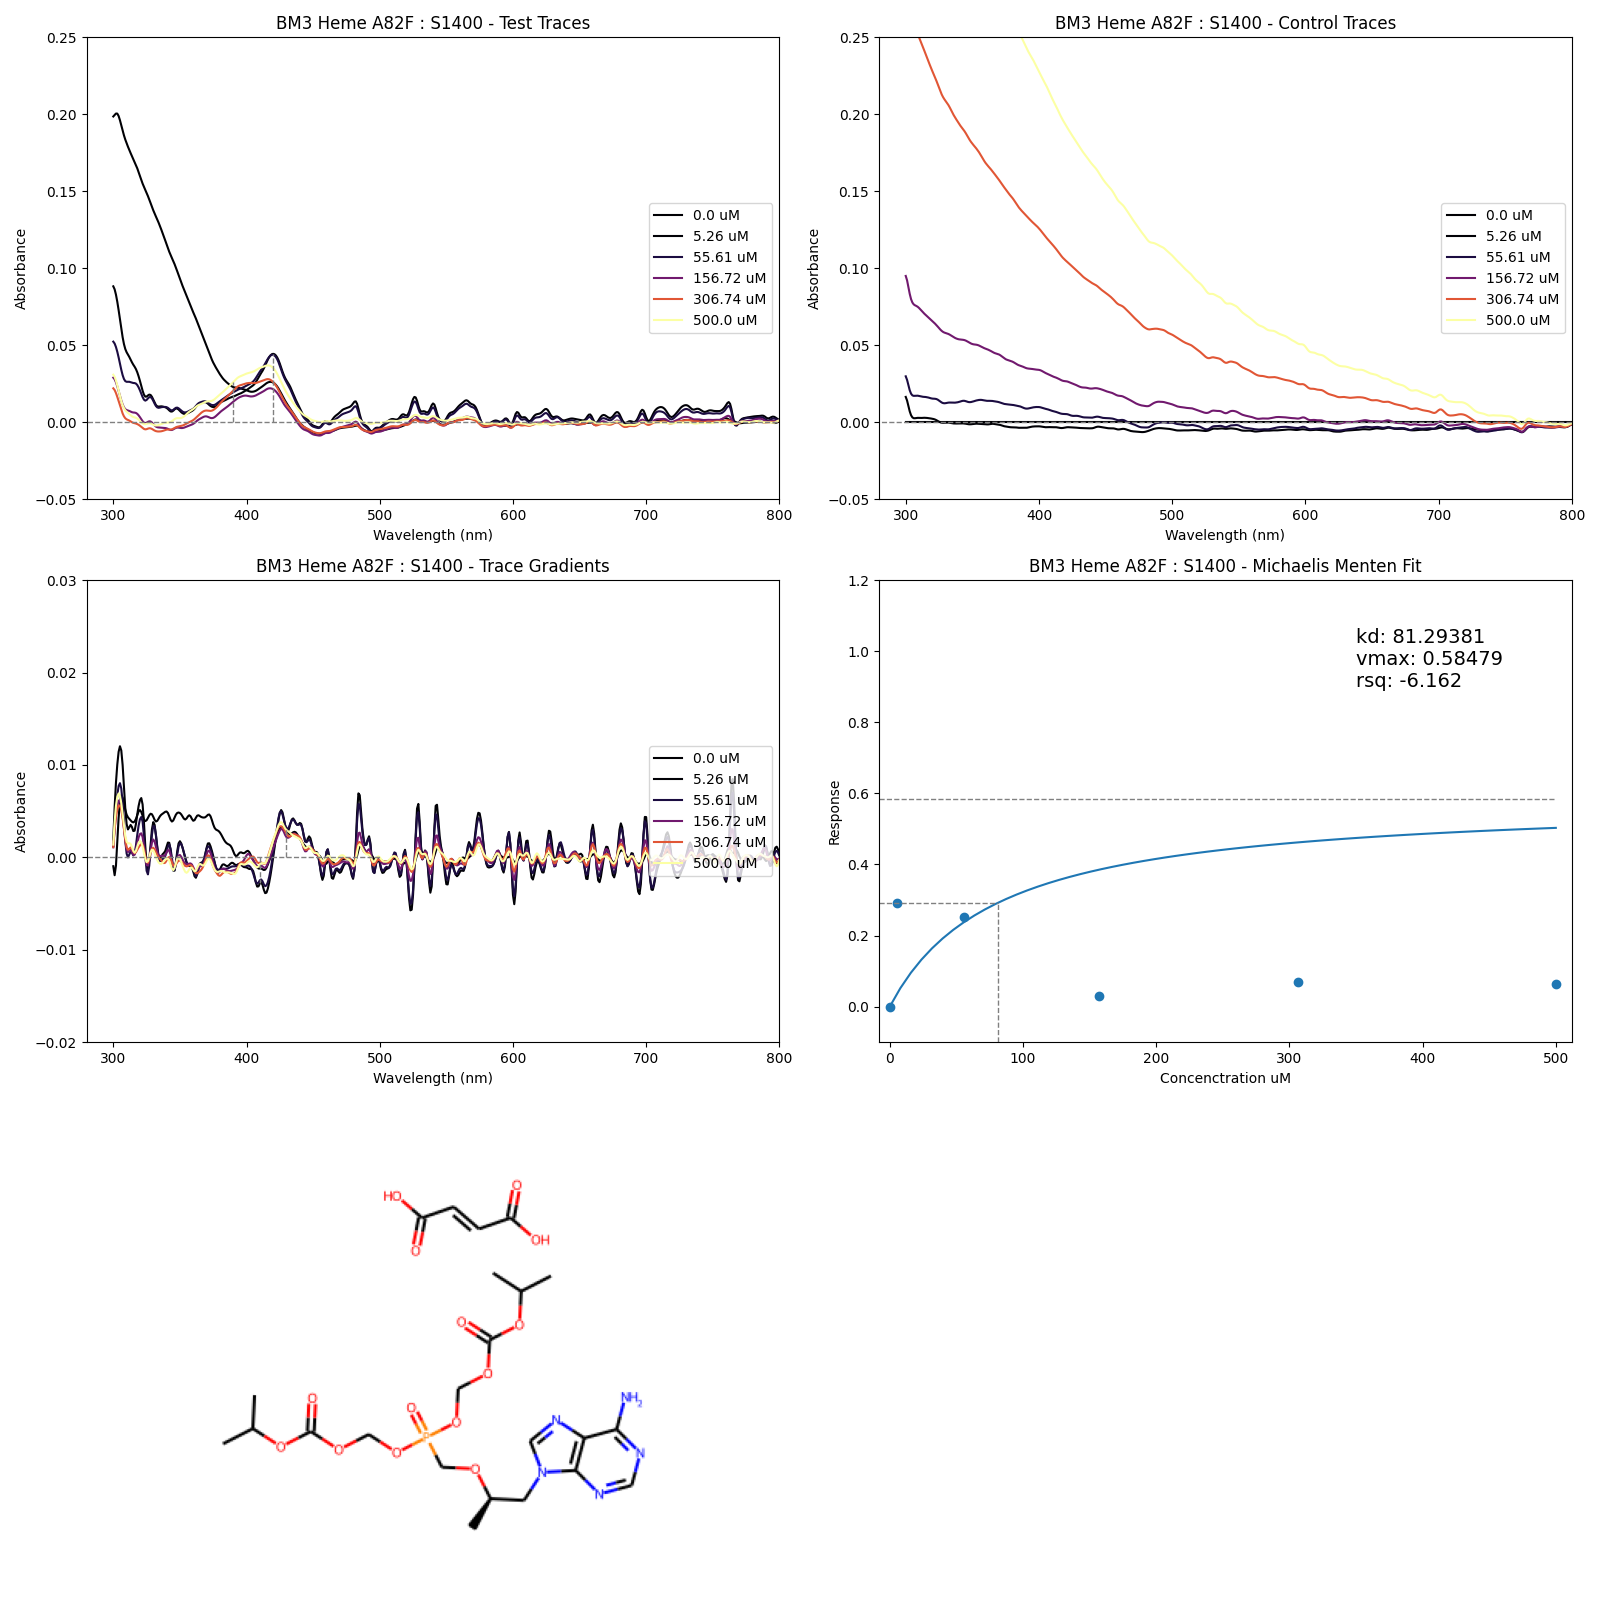 BM3 Heme A82F : S1400 - Test Traces
0.25
0.20
0.15
0.10
0.05
0.00
−0.05
Absorbance
300 400 500 600 700 800
Wavelength (nm)
0.0 uM
5.26 uM
55.61 uM
156.72 uM
306.74 uM
500.0 uM
BM3 Heme A82F : S1400 - Control Traces
0.25
0.20
0.15
0.10
0.05
0.00
−0.05
Absorbance
300 400 500 600 700 800
Wavelength (nm)
0.0 uM
5.26 uM
55.61 uM
156.72 uM
306.74 uM
500.0 uM
BM3 Heme A82F : S1400 - Trace Gradients
0.03
0.02
0.01
0.00
−0.01
−0.02
Absorbance
300 400 500 600 700 800
Wavelength (nm)
0.0 uM
5.26 uM
55.61 uM
156.72 uM
306.74 uM
500.0 uM
BM3 Heme A82F : S1400 - Michaelis Menten Fit
1.2
1.0
0.8
0.6
0.4
0.2
0.0
Response
kd: 81.29381
vmax: 0.58479
rsq: -6.162
0 100 200 300 400 500
Concenctration uM
HO
O
O
OH
O
O
O
O
O
O
O
O
P
O
O
N
N
NH2
N
N
N